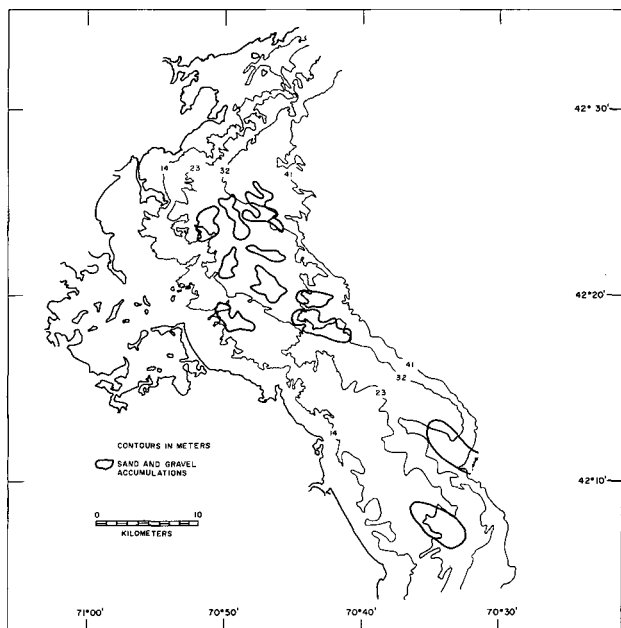 42° 30'
14
23
32
41
42° 20'
41
32
23
14
CONTOURS IN METERS
SAND AND GRAVEL
ACCUMULATIONS
42° 10'
0 10
KILOMETERS
71°00' 70°50' 70°40' 70°30'